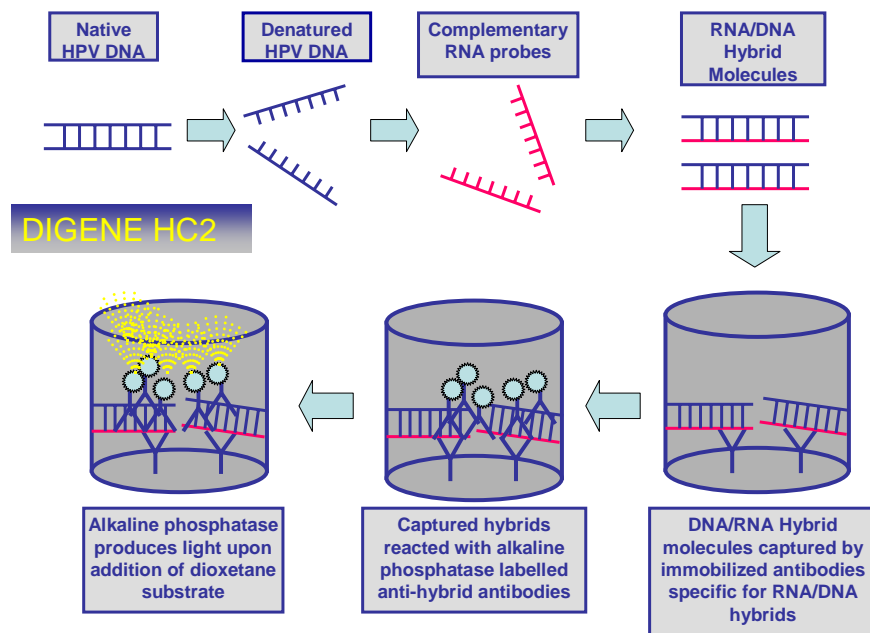 Native
HPV DNA
Denatured
HPV DNA
Complementary
RNA probes
RNA/DNA
Hybrid
Molecules
DIGENE HC2
Alkaline phosphatase
produces light upon
addition of dioxetane
substrate
Captured hybrids
reacted with alkaline
phosphatase labelled
anti-hybrid antibodies
DNA/RNA Hybrid
molecules captured by
immobilized antibodies
specific for RNA/DNA
hybrids